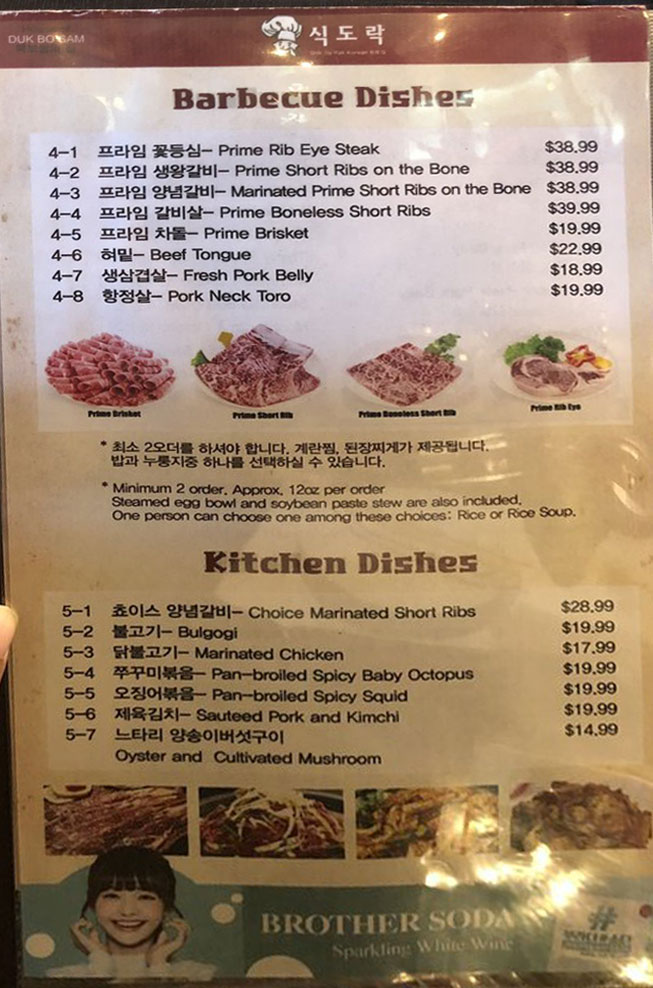 DUK BO SAM
식도락
Barbecue Dishes
4-1 프라임 꽃등심- Prime Rib Eye Steak $38.99
4-2 프라임 생왕갈비- Prime Short Ribs on the Bone $38.99
4-3 프라임 양념갈비- Marinated Prime Short Ribs on the Bone $38.99
4-4 프라임 갈비살- Prime Boneless Short Ribs $39.99
4-5 프라임 차돌- Prime Brisket $19.99
4-6 혀밑- Beef Tongue $22.99
4-7 생삼겹살- Fresh Pork Belly $18.99
4-8 항정살- Pork Neck Toro $19.99
Prime Brisket Prime Short Rib Prime Boneless Short Rib Prime Rib Eye
* 최소 2오더를 하셔야 합니다. 계란찜, 된장찌게가 제공됩니다.
밥과 누룽지중 하나를 선택하실 수 있습니다.
* Minimum 2 order, Approx. 12oz per order
Steamed egg bowl and soybean paste stew are also included.
One person can choose one among these choices: Rice or Rice Soup.
Kitchen Dishes
5-1 쵸이스 양념갈비- Choice Marinated Short Ribs $28.99
5-2 불고기- Bulgogi $19.99
5-3 닭불고기- Marinated Chicken $17.99
5-4 쭈꾸미볶음- Pan-broiled Spicy Baby Octopus $19.99
5-5 오징어볶음- Pan-broiled Spicy Squid $19.99
5-6 제육김치- Sauteed Pork and Kimchi $19.99
5-7 느타리 양송이버섯구이 $14.99
Oyster and Cultivated Mushroom
BROTHER SODA
Sparkling White Wine
#